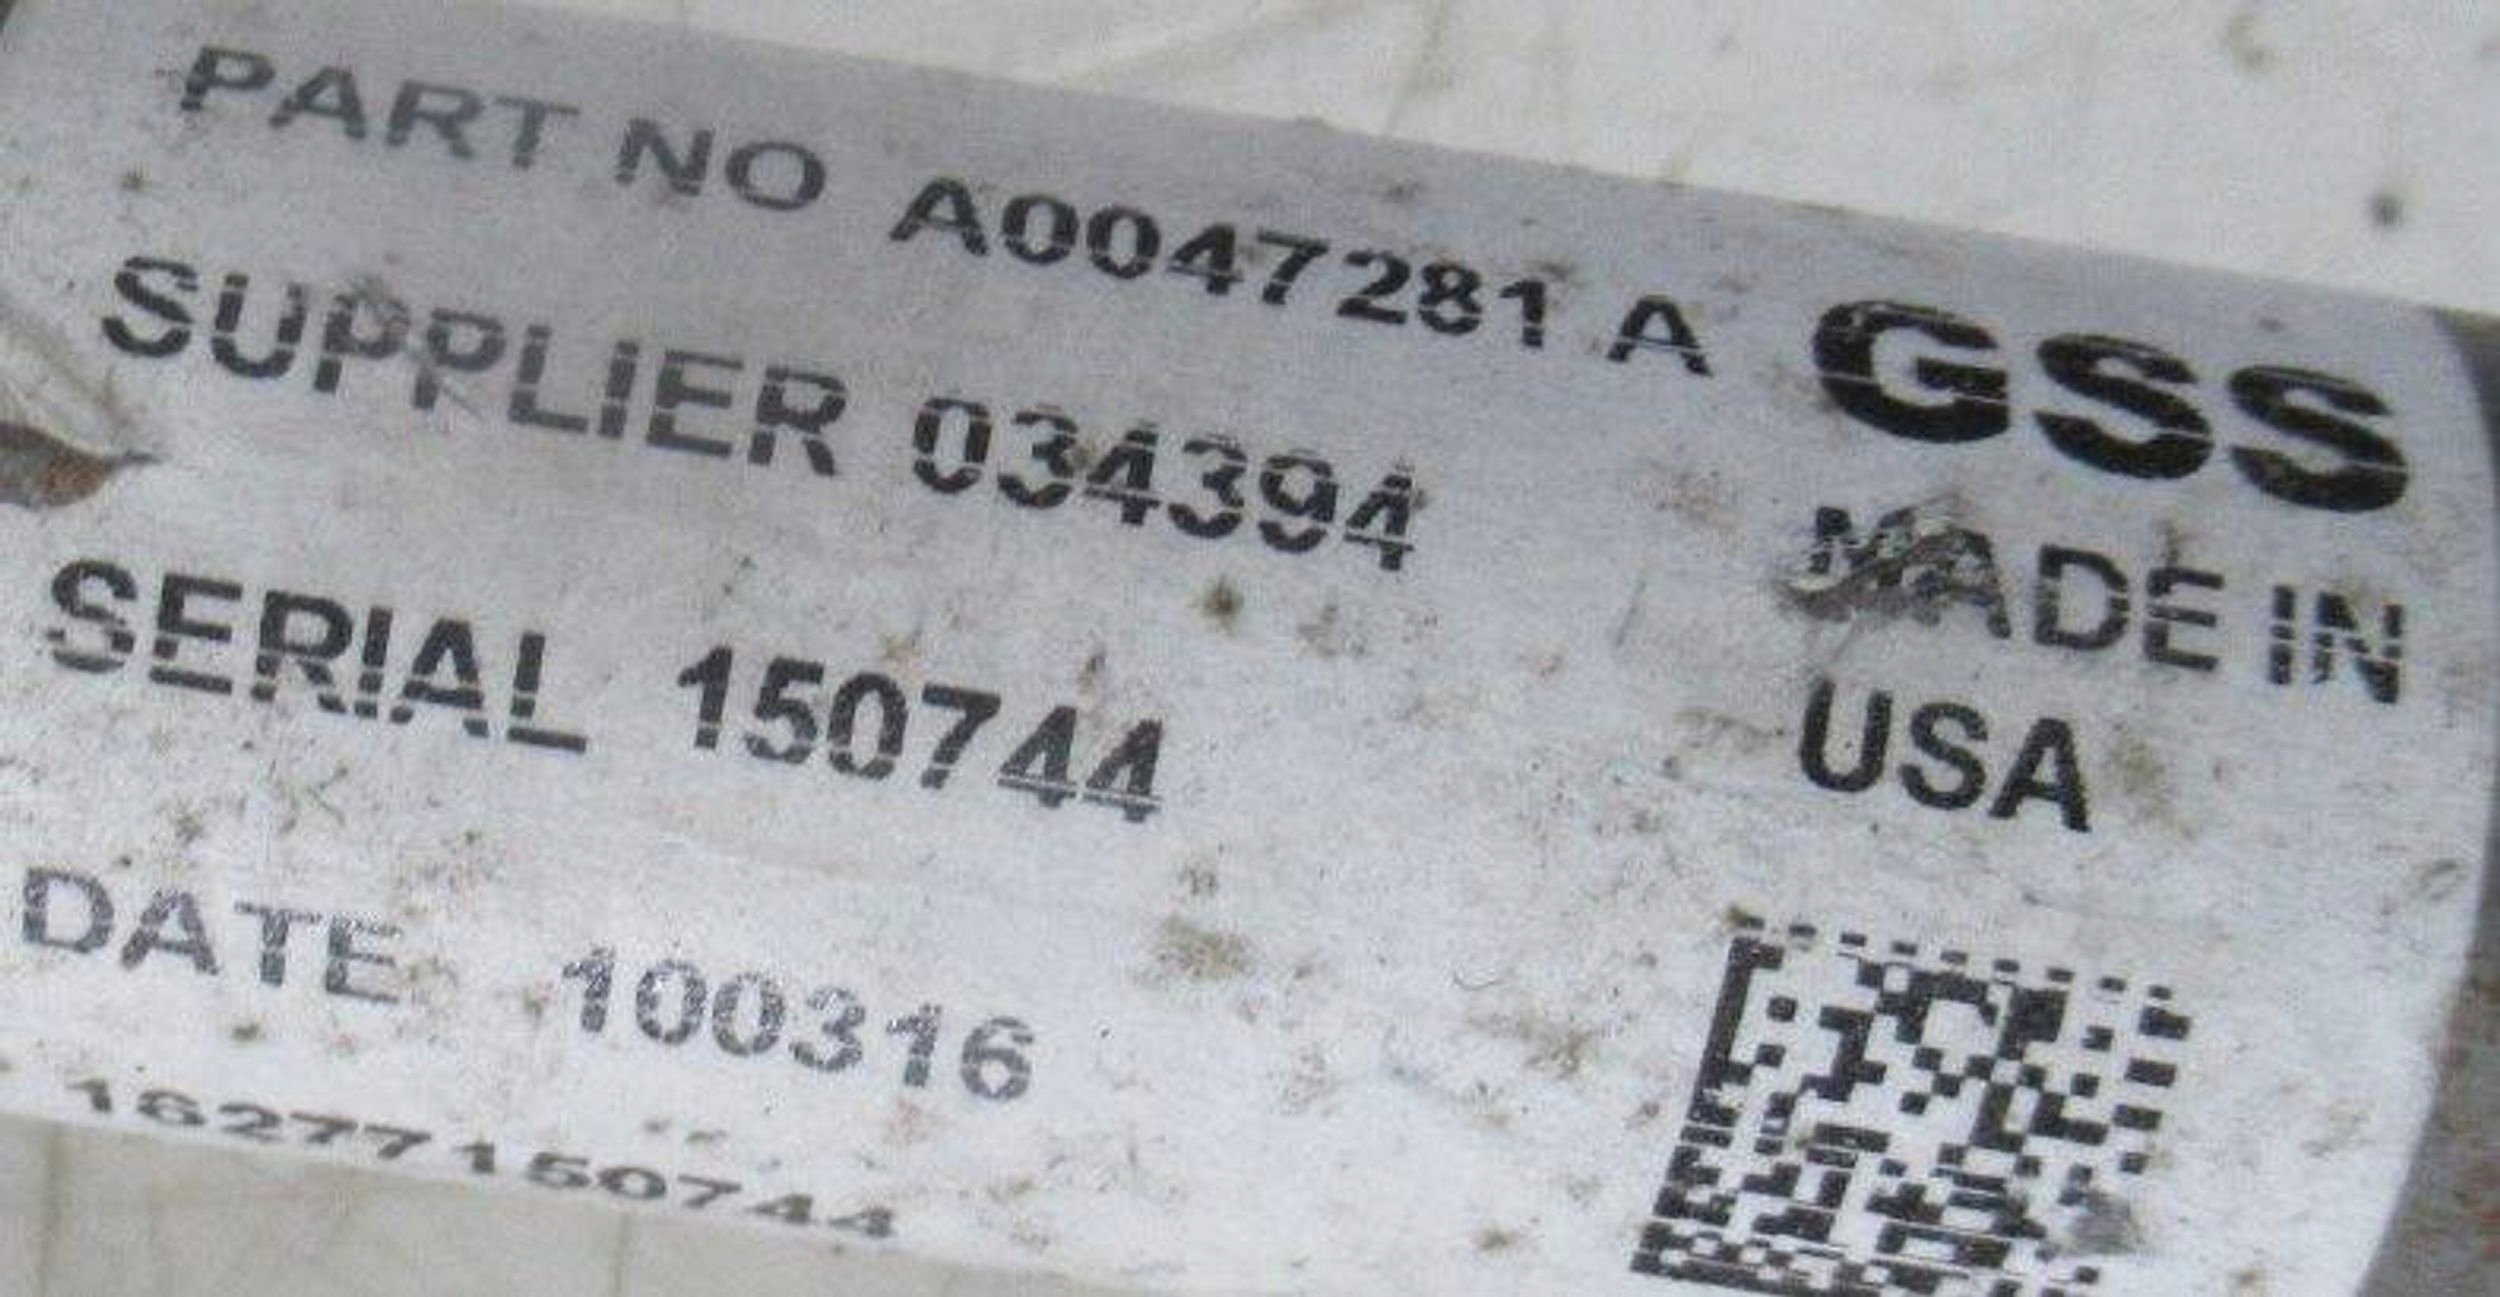 PART NO A0047281 A GSS
SUPPLIER 034394
MADE IN
SERIAL 150744
USA
DATE 100316
16277150744